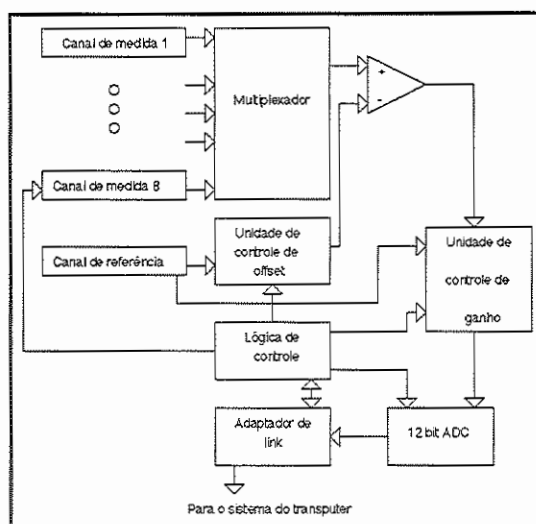 Canal de medida 1
Multiplexador
+
-
Canal de medida 8
Canal de referência
Unidade de
controle de
offset
Unidade de
controle de
ganho
Lógica de
controle
Adaptador de
link
12 bit ADC
Para o sistema do transputer